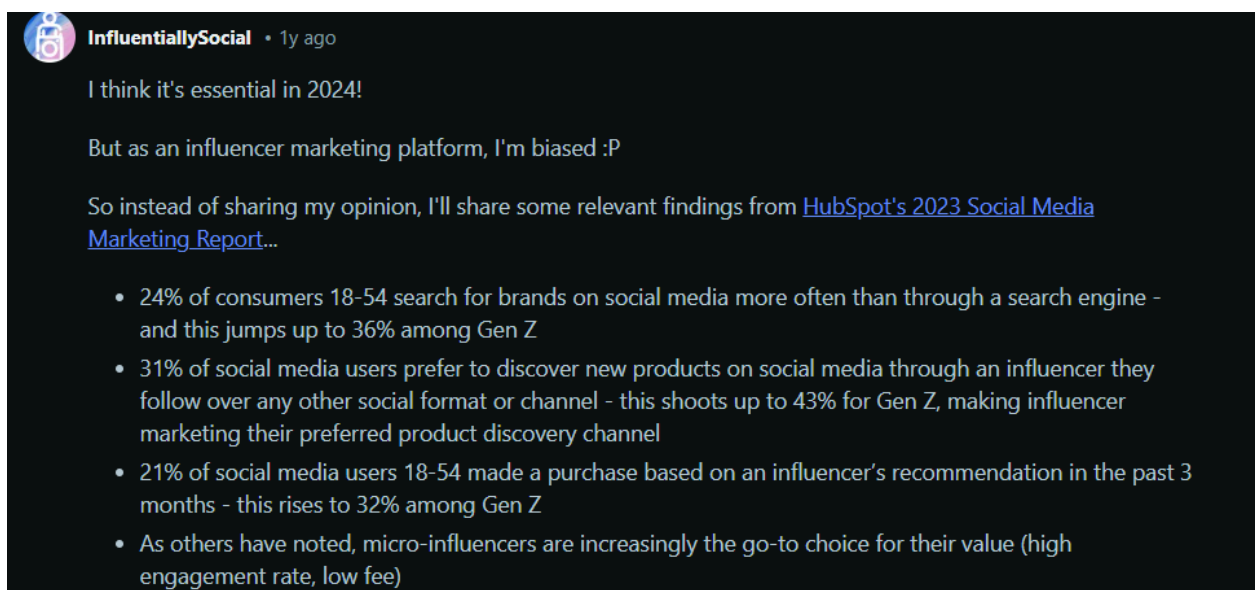 InfluentiallySocial • 1y ago
I think it's essential in 2024!
But as an influencer marketing platform, I'm biased :P
So instead of sharing my opinion, I'll share some relevant findings from HubSpot's 2023 Social Media
Marketing Report...
• 24% of consumers 18-54 search for brands on social media more often than through a search engine -
and this jumps up to 36% among Gen Z
• 31% of social media users prefer to discover new products on social media through an influencer they
follow over any other social format or channel - this shoots up to 43% for Gen Z, making influencer
marketing their preferred product discovery channel
• 21% of social media users 18-54 made a purchase based on an influencer’s recommendation in the past 3
months - this rises to 32% among Gen Z
• As others have noted, micro-influencers are increasingly the go-to choice for their value (high
engagement rate, low fee)